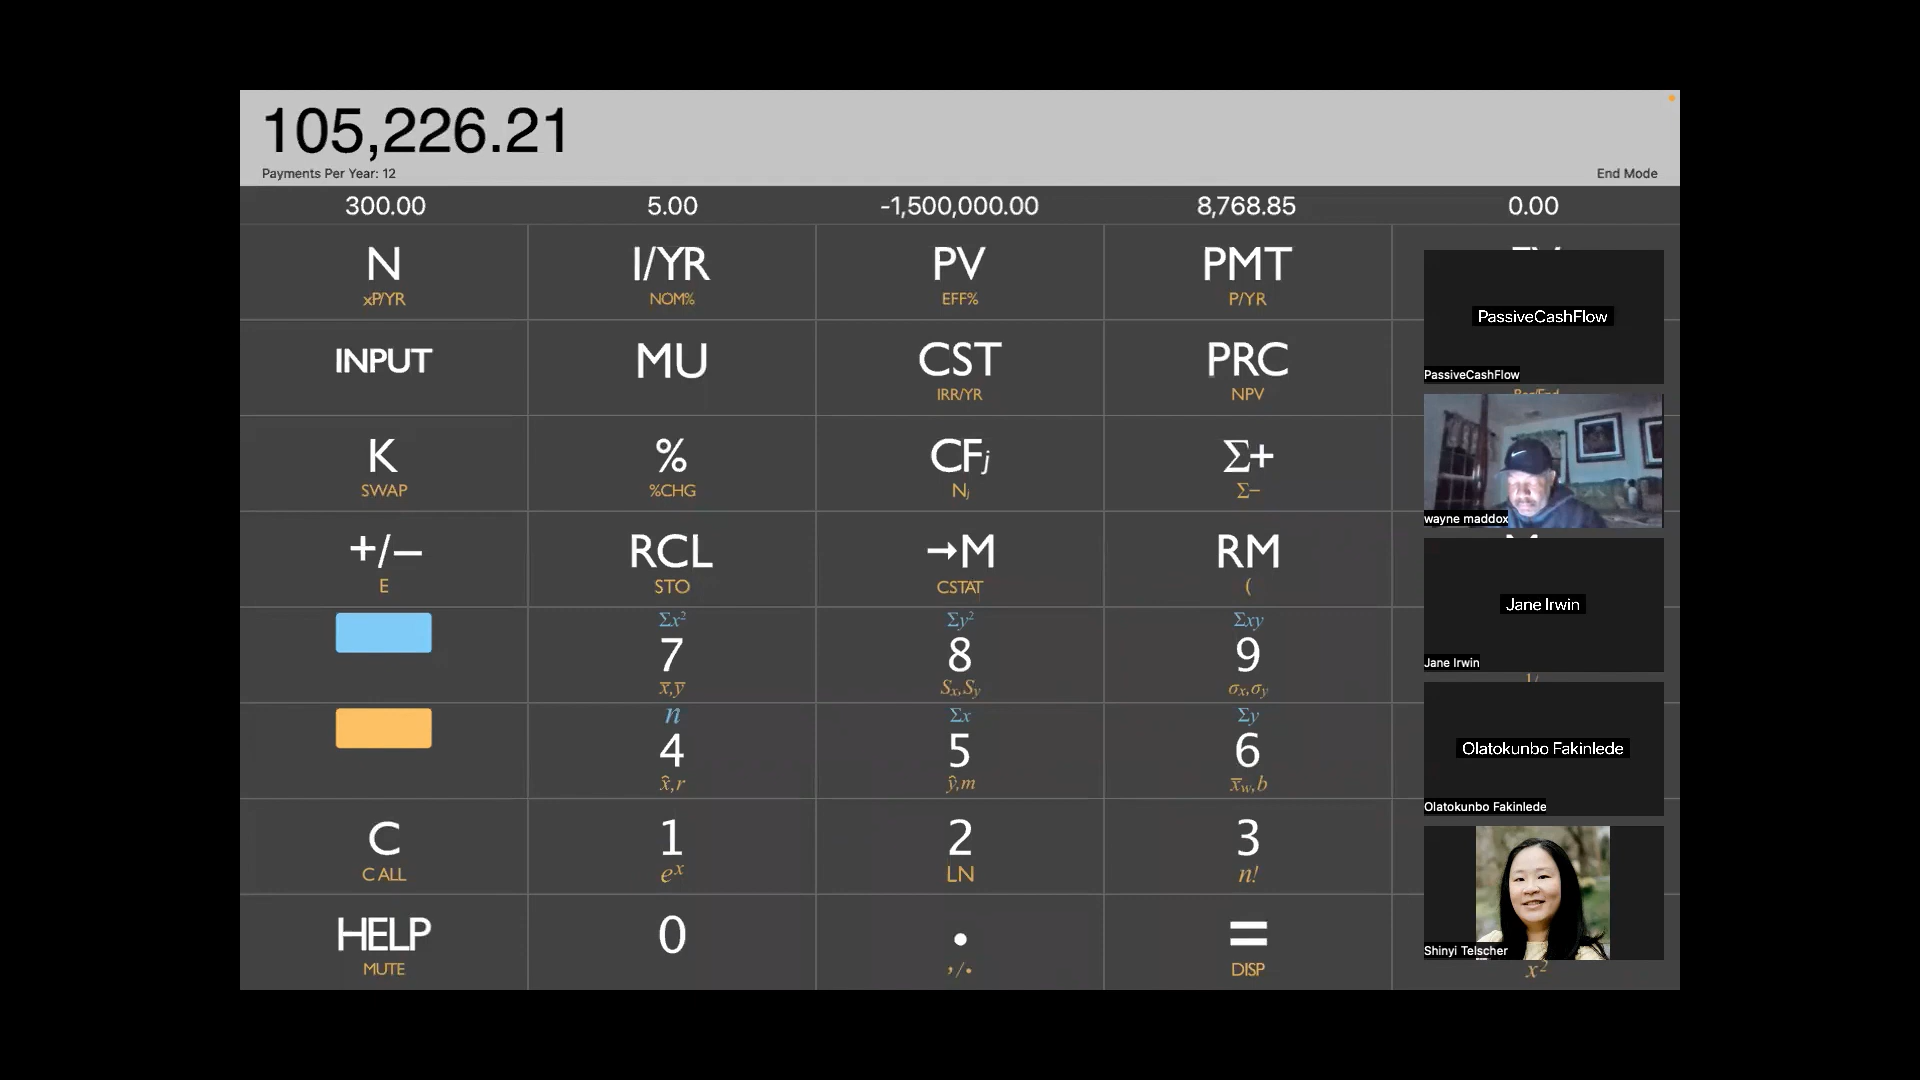 105,226.21
Payments Per Year: 12
End Mode
300.00 5.00 -1,500,000.00 8,768.85 0.00
N I/YR PV PMT
xP/YR NOM% EFF% P/YR
PassiveCashFlow
PassiveCashFlow
INPUT MU CST PRC
IRR/YR NPV
K % CFj Σ+
SWAP %CHG Nj Σ−
wayne maddox
+/− RCL →M RM
E STO CSTAT (
Jane Irwin
Jane Irwin
Σx² Σy² Σxy
7 8 9
x̅,y̅ Sx,Sy σx,σy
n Σx Σy
4 5 6
x̂,r ŷ,m x̅w,b
Olatokunbo Fakinlede
Olatokunbo Fakinlede
C 1 2 3
C ALL eˣ LN n!
Shinyi Telscher
HELP 0 . =
MUTE ,/. DISP x²